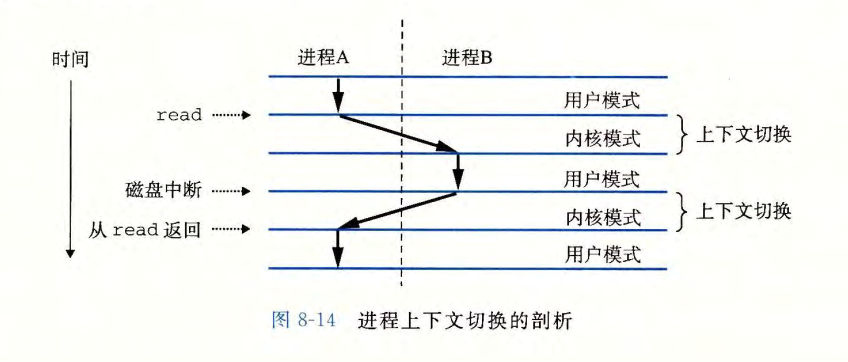 时间
进程A
进程B
用户模式
read
内核模式
上下文切换
用户模式
磁盘中断
内核模式
上下文切换
从 read 返回
用户模式
图 8-14 进程上下文切换的剖析